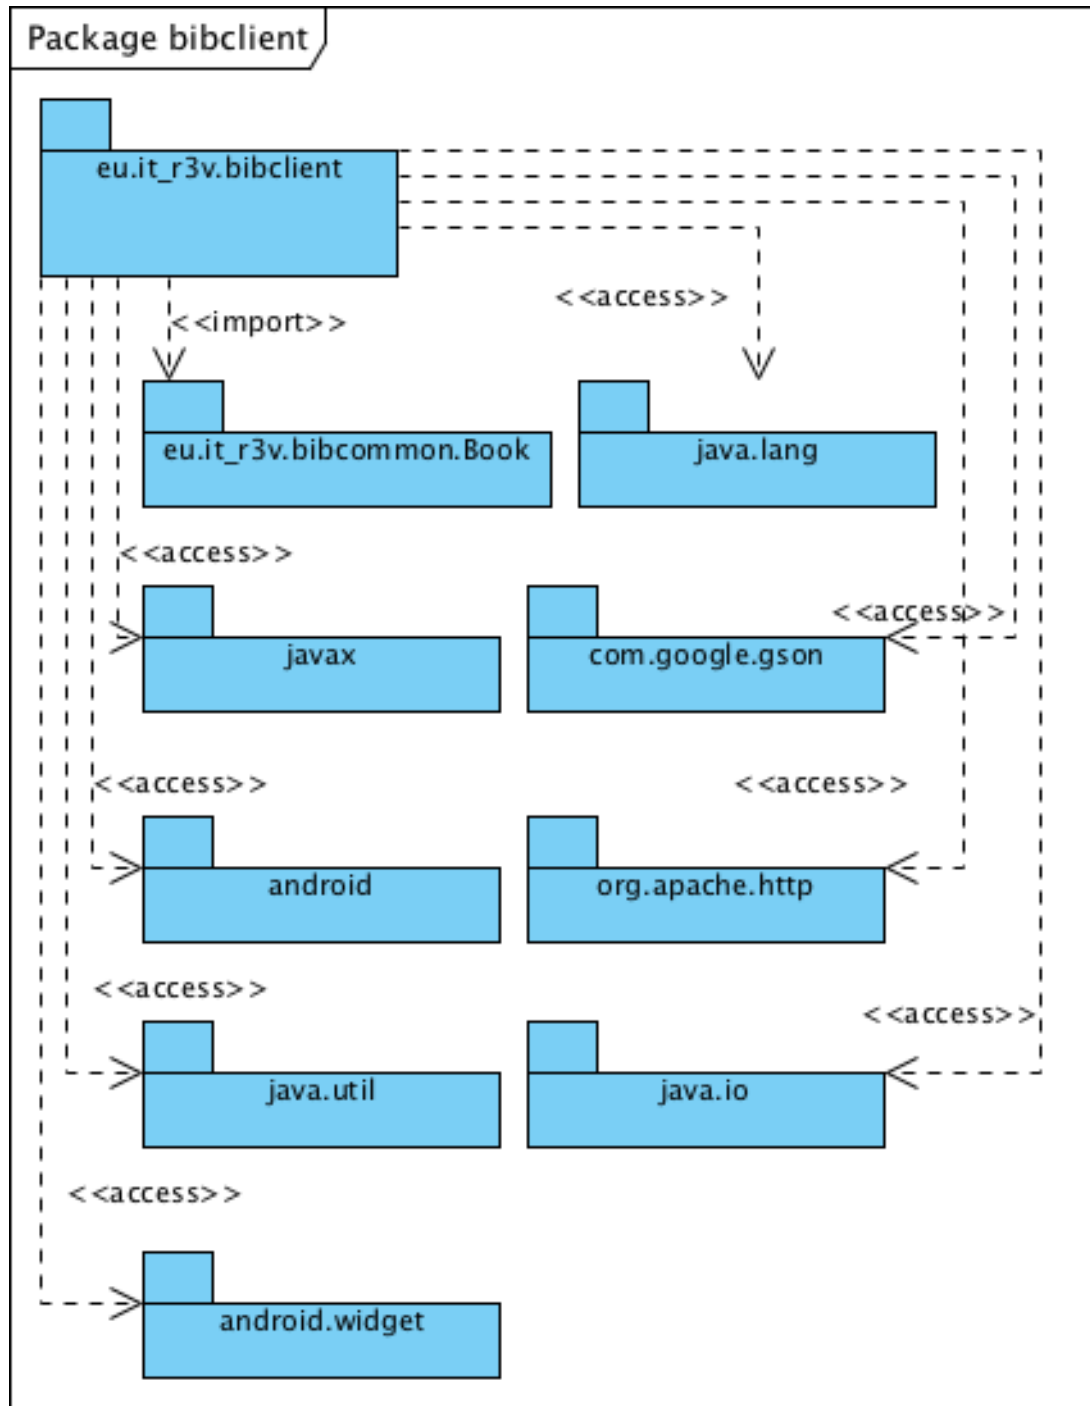 Package bibclient
eu.it_r3v.bibclient
<<access>>
<<import>>
eu.it_r3v.bibcommon.Book
java.lang
<<access>>
<<access>>
javax
com.google.gson
<<access>>
<<access>>
android
org.apache.http
<<access>>
<<access>>
java.util
java.io
<<access>>
android.widget